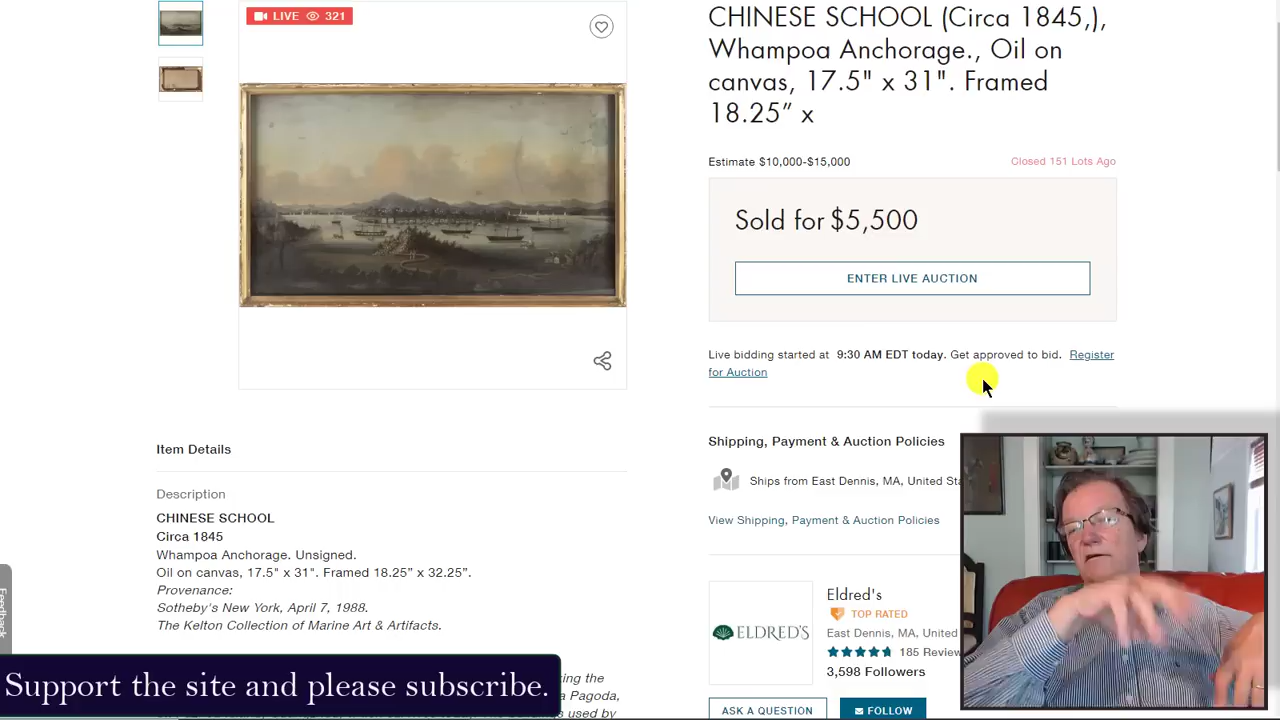 LIVE 321
CHINESE SCHOOL (Circa 1845,),
Whampoa Anchorage., Oil on
canvas, 17.5" x 31". Framed
18.25” x
Estimate $10,000-$15,000
Closed 151 Lots Ago
Sold for $5,500
ENTER LIVE AUCTION
Live bidding started at 9:30 AM EDT today. Get approved to bid. Register
for Auction
Shipping, Payment & Auction Policies
Ships from East Dennis, MA, United Sta
View Shipping, Payment & Auction Policies
Eldred's
TOP RATED
East Dennis, MA, United
185 Review
3,598 Followers
ELDRED'S
ASK A QUESTION
FOLLOW
Item Details
Description
CHINESE SCHOOL
Circa 1845
Whampoa Anchorage. Unsigned.
Oil on canvas, 17.5" x 31". Framed 18.25” x 32.25”.
Provenance:
Sotheby's New York, April 7, 1988.
The Kelton Collection of Marine Art & Artifacts.
king the
a Pagoda,
used by
Feedback
Support the site and please subscribe.